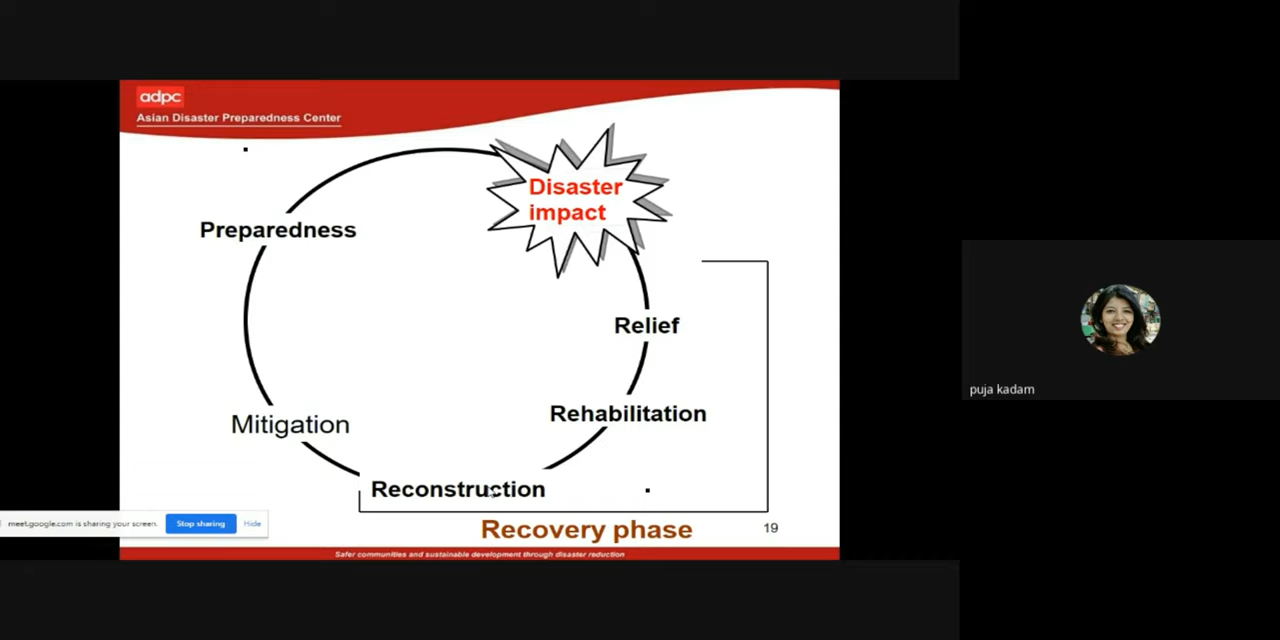 adpc
Asian Disaster Preparedness Center
Disaster
impact
Preparedness
Relief
Rehabilitation
Mitigation
Reconstruction
Recovery phase
19
meet.google.com is sharing your screen.
Stop sharing
Hide
Safer communities and sustainable development through disaster reduction
puja kadam